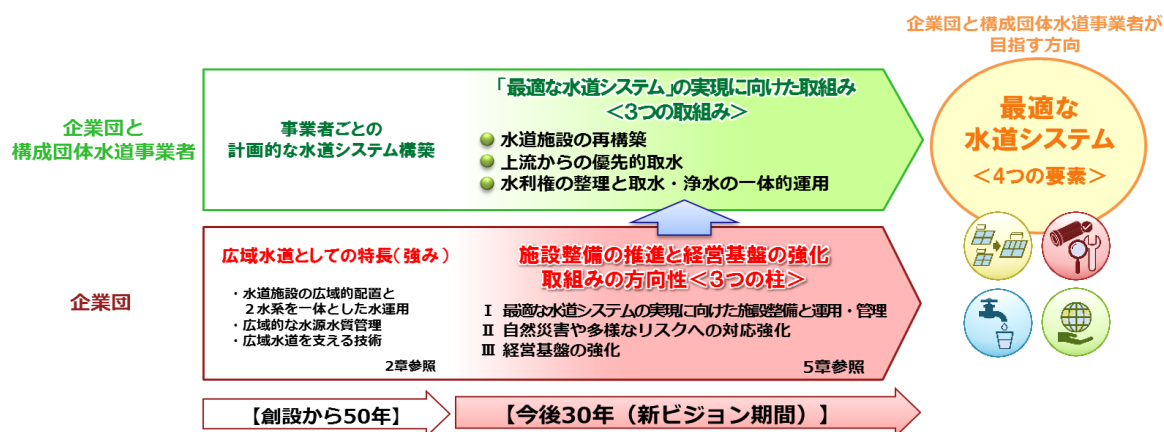 企業団と構成団体水道事業者が
目指す方向
最適な
水道システム
<4つの要素>
企業団と
構成団体水道事業者
事業者ごとの
計画的な水道システム構築
「最適な水道システム」の実現に向けた取組み
<3つの取組み>
水道施設の再構築
上流からの優先的取水
水利権の整理と取水・浄水の一体的運用
企業団
広域水道としての特長(強み)
・水道施設の広域的配置と
2水系を一体とした水運用
・広域的な水源水質管理
・広域水道を支える技術
2章参照
施設整備の推進と経営基盤の強化
取組みの方向性<3つの柱>
Ⅰ 最適な水道システムの実現に向けた施設整備と運用・管理
Ⅱ 自然災害や多様なリスクへの対応強化
Ⅲ 経営基盤の強化
5章参照
【創設から50年】
【今後30年(新ビジョン期間)】